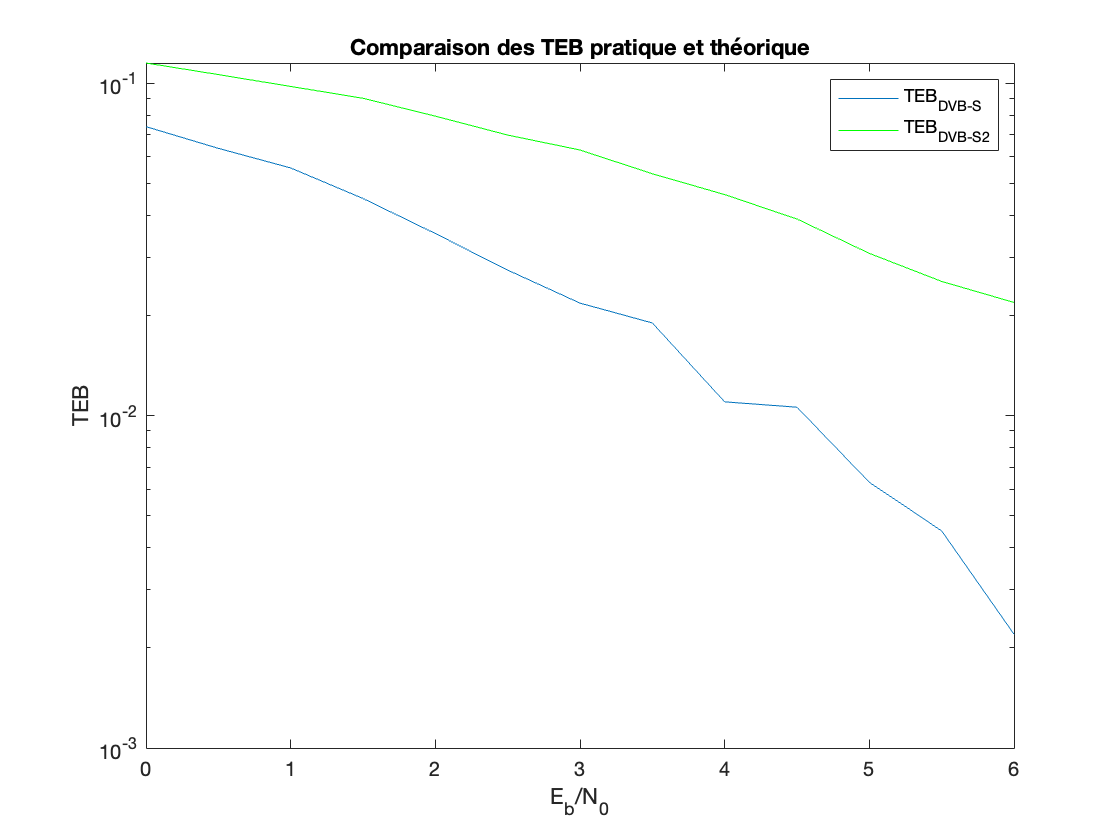 Comparaison des TEB pratique et théorique
TEB_DVB-S
TEB_DVB-S2
10^-1
10^-2
10^-3
TEB
0 1 2 3 4 5 6
E_b/N_0